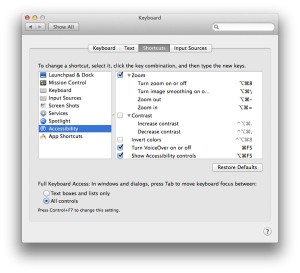 Keyboard
Show All
Keyboard Text Shortcuts Input Sources
To change a shortcut, select it, click the key combination, and then type the new keys.
Launchpad & Dock
Mission Control
Keyboard
Input Sources
Screen Shots
Services
Spotlight
Accessibility
App Shortcuts
Zoom
Turn zoom on or off ⌥⌘8
Turn image smoothing on o... ⌥⌘\
Zoom out ⌥⌘-
Zoom in ⌥⌘=
Contrast
Increase contrast ^⌥⌘.
Decrease contrast ^⌥⌘,
Invert colors ^⌥⌘8
Turn VoiceOver on or off ⌘F5
Show Accessibility controls ⌥⌘F5
Restore Defaults
Full Keyboard Access: In windows and dialogs, press Tab to move keyboard focus between:
Text boxes and lists only
All controls
Press Control+F7 to change this setting.
?